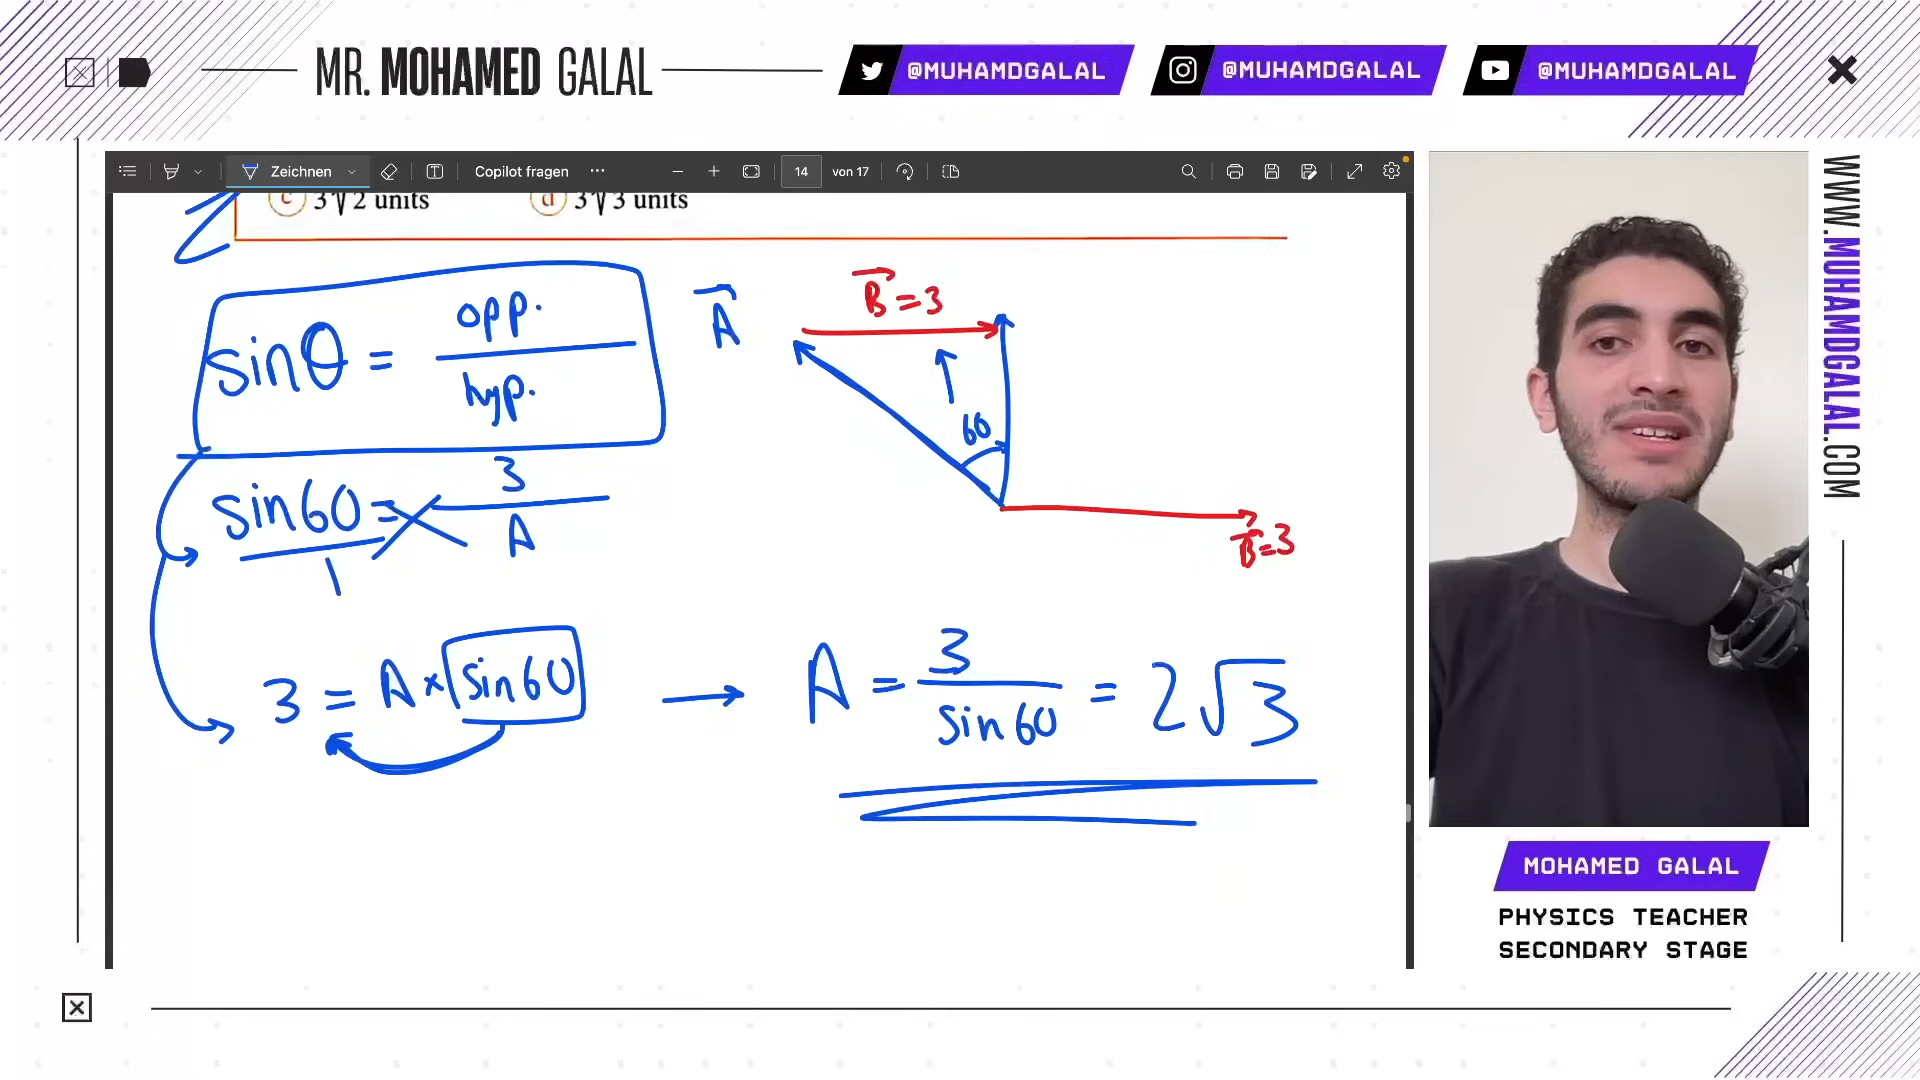 MR. MOHAMED GALAL
@MUHAMDGALAL
@MUHAMDGALAL
@MUHAMDGALAL
Zeichnen
Copilot fragen
14
von 17
c 3√2 units
d 3√3 units
sinθ = opp. / hyp.
A
B = 3
60
B = 3
sin60 / 1 = 3 / A
3 = A × sin60
A = 3 / sin60 = 2√3
WWW.MUHAMDGALAL.COM
MOHAMED GALAL
PHYSICS TEACHER
SECONDARY STAGE